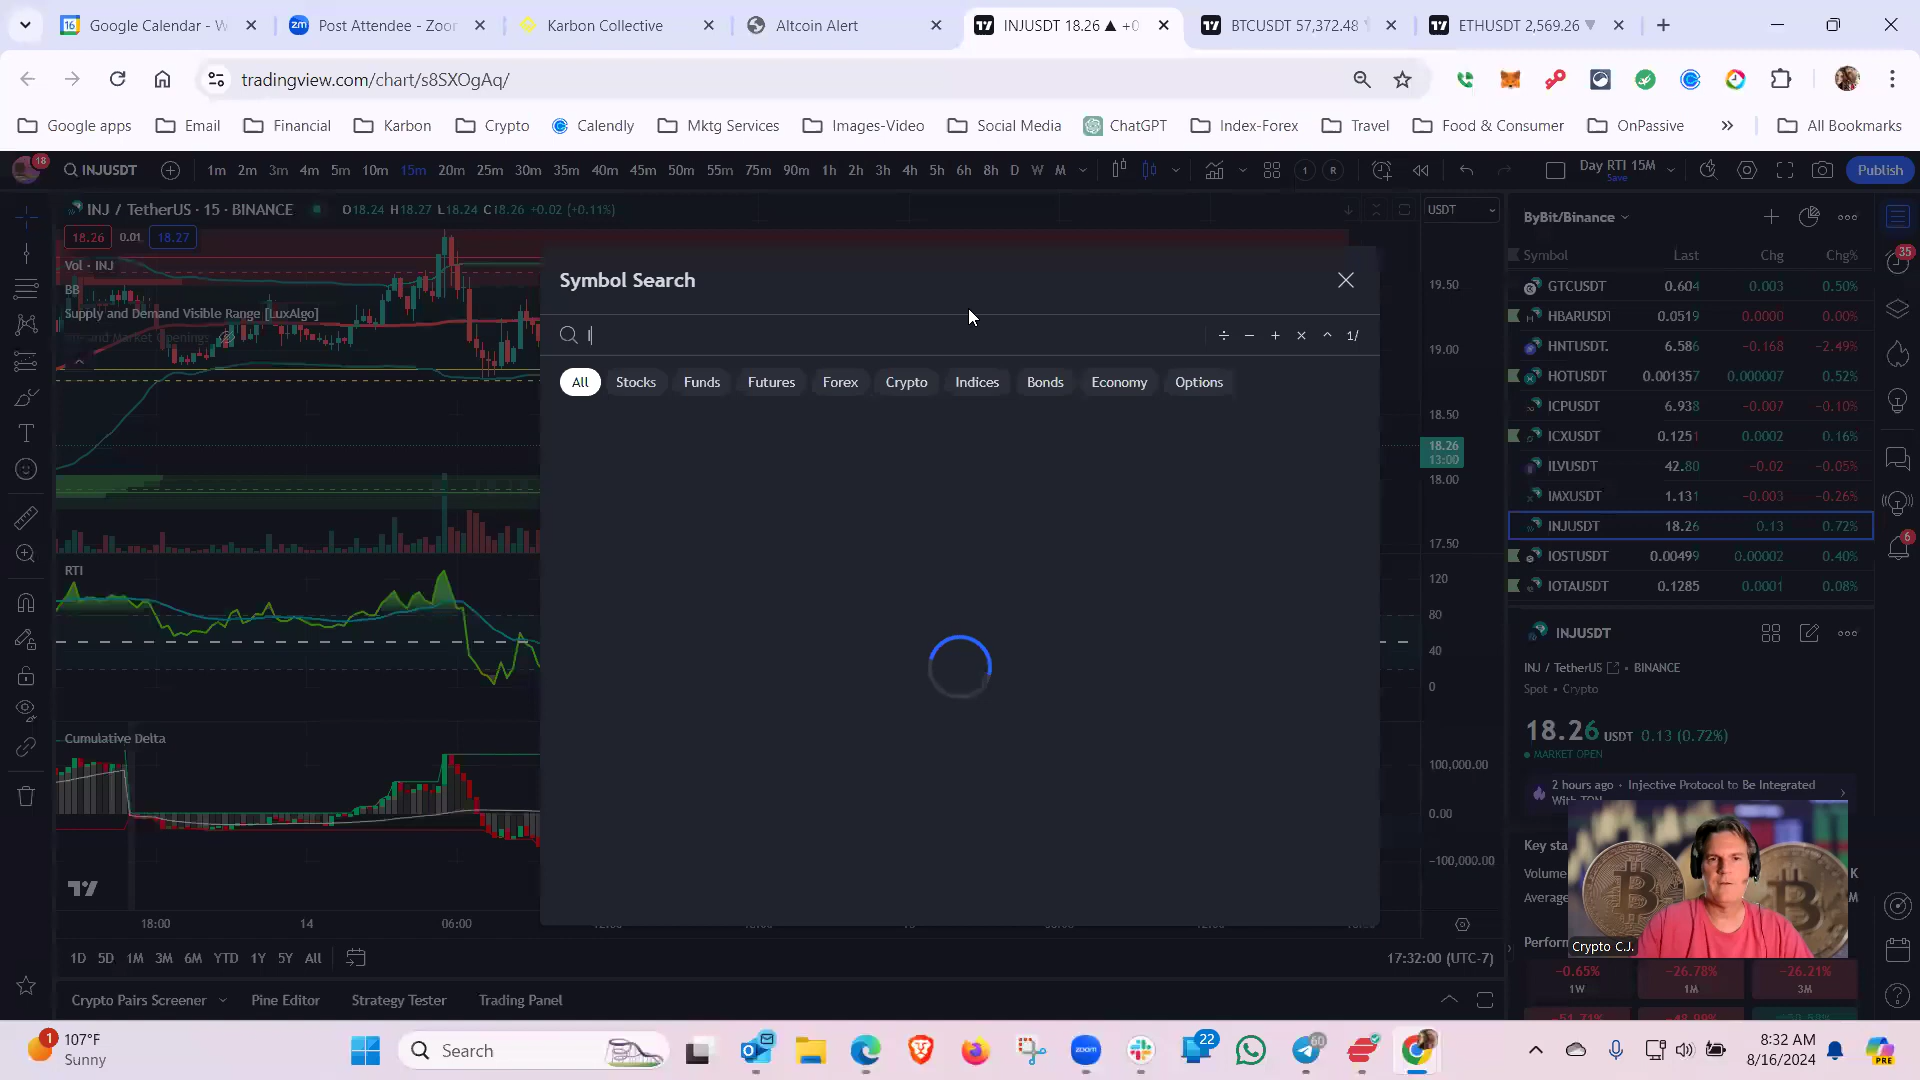 Google Calendar - W
Post Attendee - Zoor
Karbon Collective
Altcoin Alert
INJUSDT 18.26 ▲ +0
BTCUSDT 57,372.48
ETHUSDT 2,569.26 ▼
tradingview.com/chart/s8SXOgAq/
Google apps
Email
Financial
Karbon
Crypto
Calendly
Mktg Services
Images-Video
Social Media
ChatGPT
Index-Forex
Travel
Food & Consumer
OnPassive
All Bookmarks
18
INJUSDT
1m 2m 3m 4m 5m 10m 15m 20m 25m 30m 35m 40m 45m 50m 55m 75m 90m 1h 2h 3h 4h 5h 6h 8h D W M
1 R
Day RTI 15M
Save
Publish
INJ / TetherUS · 15 · BINANCE
O18.24 H18.27 L18.24 C18.26 +0.02 (+0.11%)
USDT
18.26 0.01 18.27
Vol · INJ
BB
Supply and Demand Visible Range [LuxAlgo]
and Market Openings
RTI
Cumulative Delta
Symbol Search
I
÷ − + × ^ 1/
All Stocks Funds Futures Forex Crypto Indices Bonds Economy Options
19.50
19.00
18.50
18.26
13:00
18.00
17.50
120
80
40
0
100,000.00
0.00
−100,000.00
18:00 14 06:00
1D 5D 1M 3M 6M YTD 1Y 5Y All
17:32:00 (UTC-7)
Crypto Pairs Screener
Pine Editor
Strategy Tester
Trading Panel
ByBit/Binance
Symbol Last Chg Chg%
GTCUSDT 0.604 0.003 0.50%
HBARUSDT 0.0519 0.0000 0.00%
HNTUSDT. 6.586 −0.168 −2.49%
HOTUSDT 0.001357 0.000007 0.52%
ICPUSDT 6.938 −0.007 −0.10%
ICXUSDT 0.1251 0.0002 0.16%
ILVUSDT 42.80 −0.02 −0.05%
IMXUSDT 1.131 −0.003 −0.26%
INJUSDT 18.26 0.13 0.72%
IOSTUSDT 0.00499 0.00002 0.40%
IOTAUSDT 0.1285 0.0001 0.08%
35
6
INJUSDT
INJ / TetherUS • BINANCE
Spot • Crypto
18.26 USDT 0.13 (0.72%)
MARKET OPEN
2 hours ago · Injective Protocol to Be Integrated
With TON
Key sta
Volume K
Average M
Perforr
Crypto C.J.
−0.65% −26.78% −26.21%
1W 1M 3M
107°F
Sunny
1
Search
22
60
8:32 AM
8/16/2024
PRE